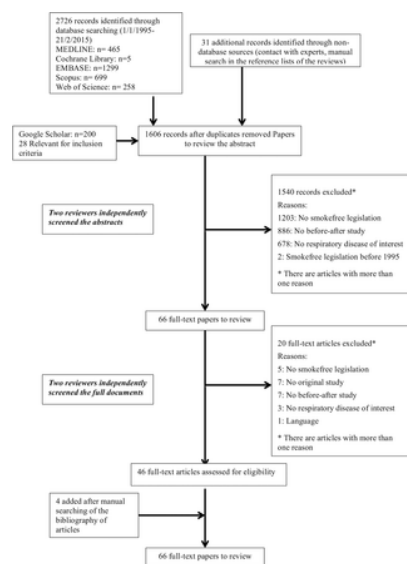 2726 records identified through
database searching (1/1/1995-
21/2/2015)
MEDLINE: n= 465
Cochrane Library: n=5
EMBASE: n=1299
Scopus: n= 699
Web of Science: n= 258
31 additional records identified through non-
database sources (contact with experts, manual
search in the reference lists of the reviews)
Google Scholar: n=200
28 Relevant for inclusion
criteria
1606 records after duplicates removed Papers
to review the abstract
Two reviewers independently
screened the abstracts
1540 records excluded*
Reasons:
1203: No smokefree legislation
886: No before-after study
678: No respiratory disease of interest
2: Smokefree legislation before 1995
* There are articles with more than
one reason
66 full-text papers to review
Two reviewers independently
screened the full documents
20 full-text articles excluded*
Reasons:
5: No smokefree legislation
7: No original study
7: No before-after study
3: No respiratory disease of interest
1: Language
* There are articles with more than
one reason
46 full-text articles assessed for eligibility
4 added after manual
searching of the
bibliography of
articles
66 full-text papers to review